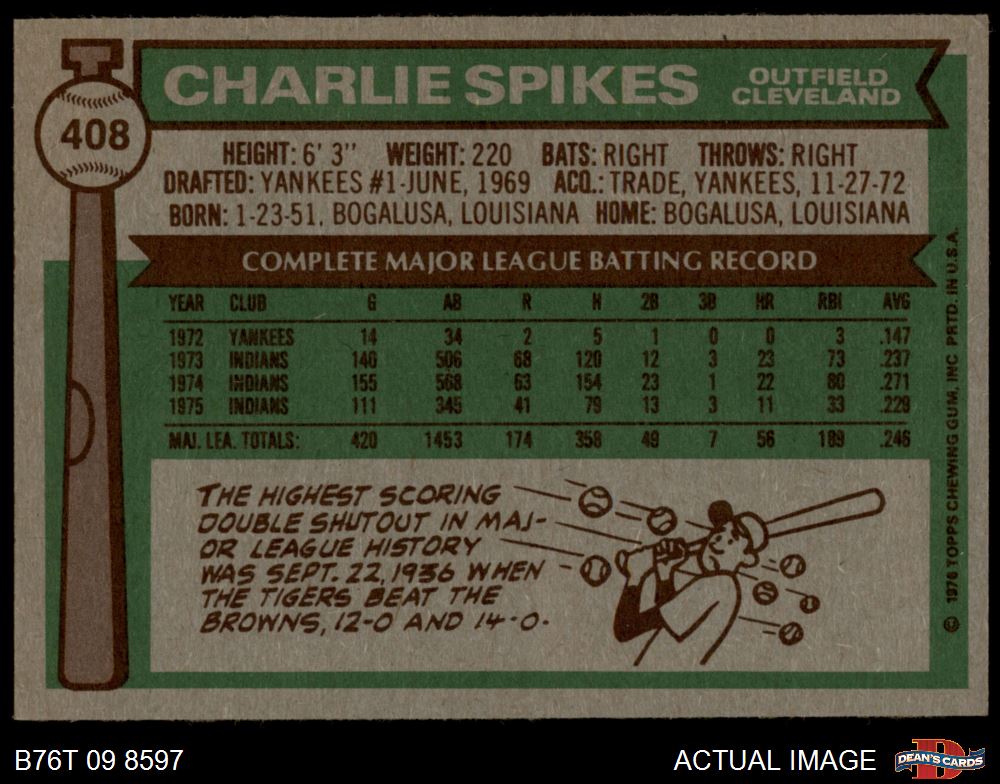 408
CHARLIE SPIKES
OUTFIELD
CLEVELAND
HEIGHT: 6' 3" WEIGHT: 220 BATS: RIGHT THROWS: RIGHT
DRAFTED: YANKEES #1-JUNE, 1969 ACQ.: TRADE, YANKEES, 11-27-72
BORN: 1-23-51, BOGALUSA, LOUISIANA HOME: BOGALUSA, LOUISIANA
COMPLETE MAJOR LEAGUE BATTING RECORD
YEAR CLUB G AB R H 2B 3B HR RBI AVG
1972 YANKEES 14 34 2 5 1 0 0 3 .147
1973 INDIANS 140 506 68 120 12 3 23 73 .237
1974 INDIANS 155 568 63 154 23 1 22 80 .271
1975 INDIANS 111 345 41 79 13 3 11 33 .229
MAJ. LEA. TOTALS: 420 1453 174 358 49 7 56 189 .246
THE HIGHEST SCORING
DOUBLE SHUTOUT IN MAJ-
OR LEAGUE HISTORY
WAS SEPT. 22, 1936 WHEN
THE TIGERS BEAT THE
BROWNS, 12-0 AND 14-0.
© 1976 TOPPS CHEWING GUM, INC PRTD. IN U.S.A.
B76T 09 8597
ACTUAL IMAGE
D
DEAN'S CARDS